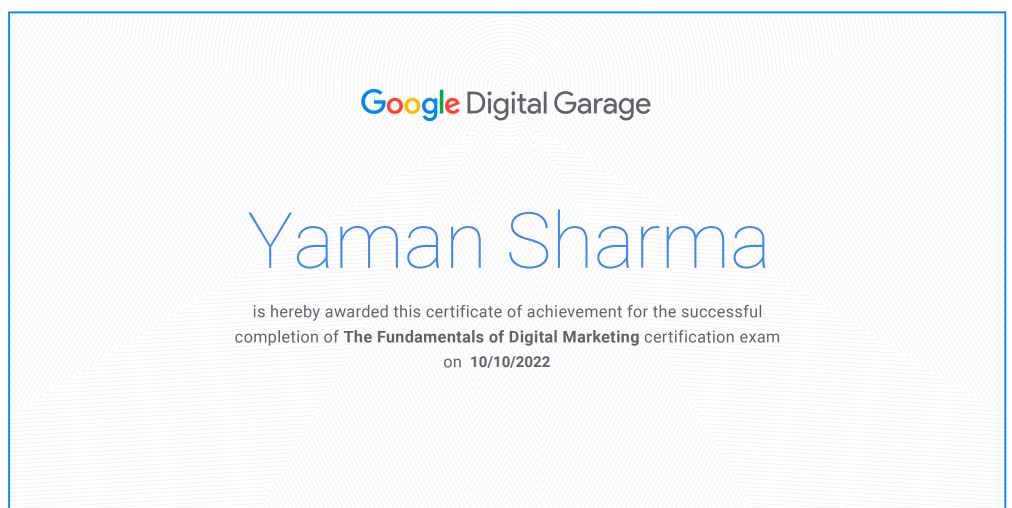 Google Digital Garage
Yaman Sharma
is hereby awarded this certificate of achievement for the successful
completion of The Fundamentals of Digital Marketing certification exam
on 10/10/2022